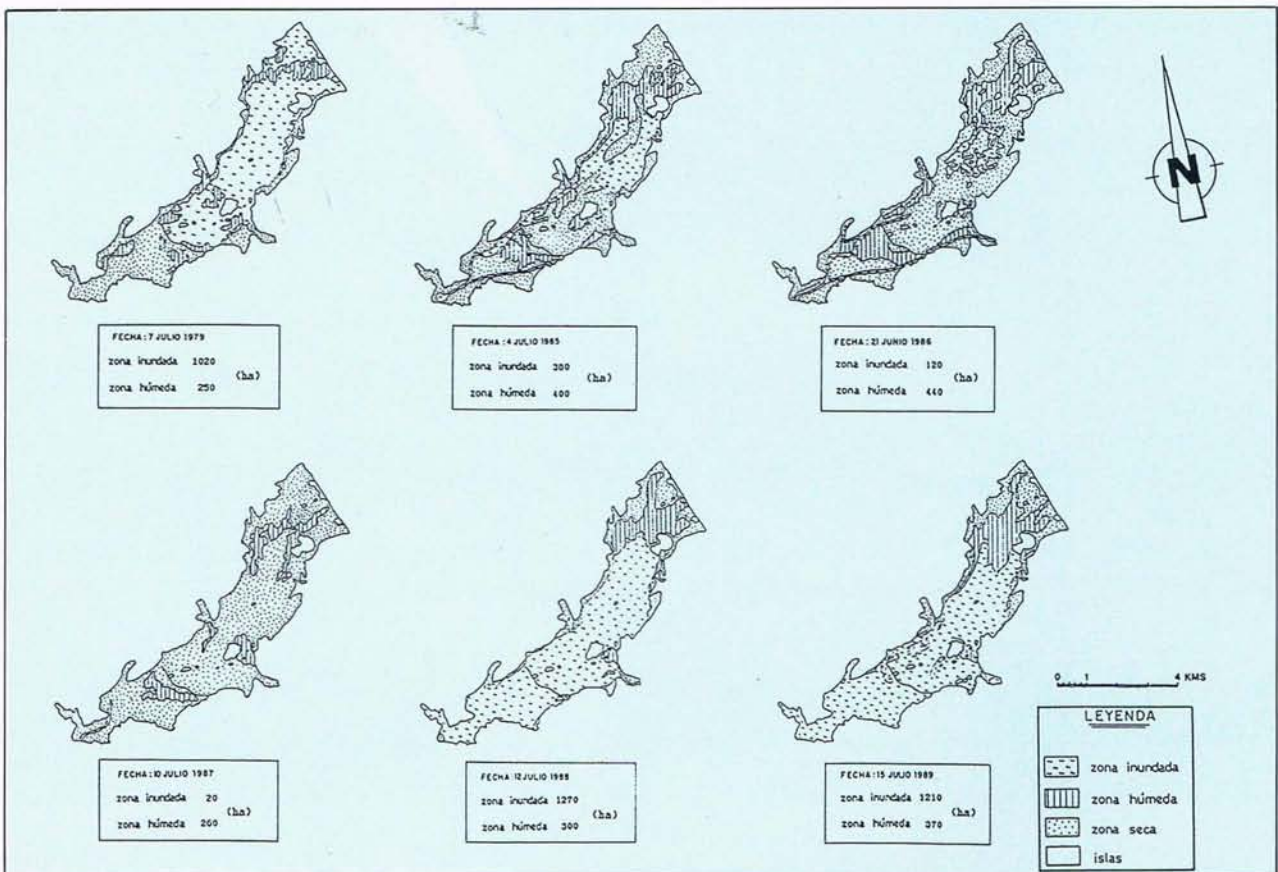 N
FECHA : 7 JULIO 1979
zona inundada 1020
(ha)
zona húmeda 250
FECHA : 4 JULIO 1985
zona inundada 300
(ha)
zona húmeda 400
FECHA : 21 JUNIO 1986
zona inundada 120
(ha)
zona húmeda 440
FECHA : 10 JULIO 1987
zona inundada 20
(ha)
zona húmeda 200
FECHA : 12 JULIO 1988
zona inundada 1270
(ha)
zona húmeda 300
FECHA : 15 JULIO 1989
zona inundada 1210
(ha)
zona húmeda 370
0 1 4 KMS
LEYENDA
zona inundada
zona húmeda
zona seca
islas